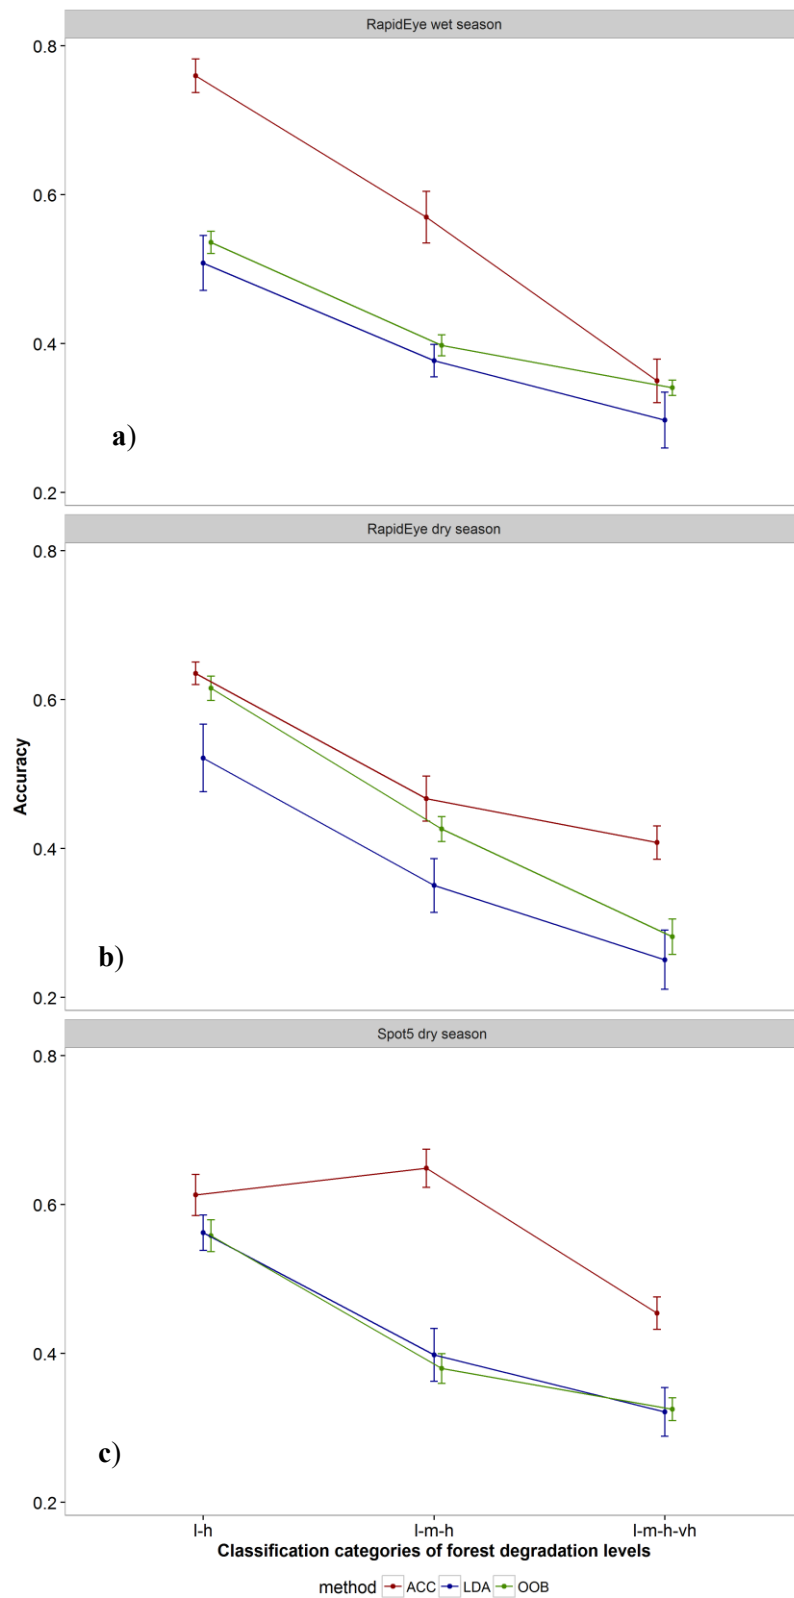 RapidEye wet season
0.8
0.6
0.4
0.2
a)
RapidEye dry season
0.8
0.6
0.4
0.2
b)
Accuracy
Spot5 dry season
0.8
0.6
0.4
0.2
c)
l-h l-m-h l-m-h-vh
Classification categories of forest degradation levels
method ACC LDA OOB